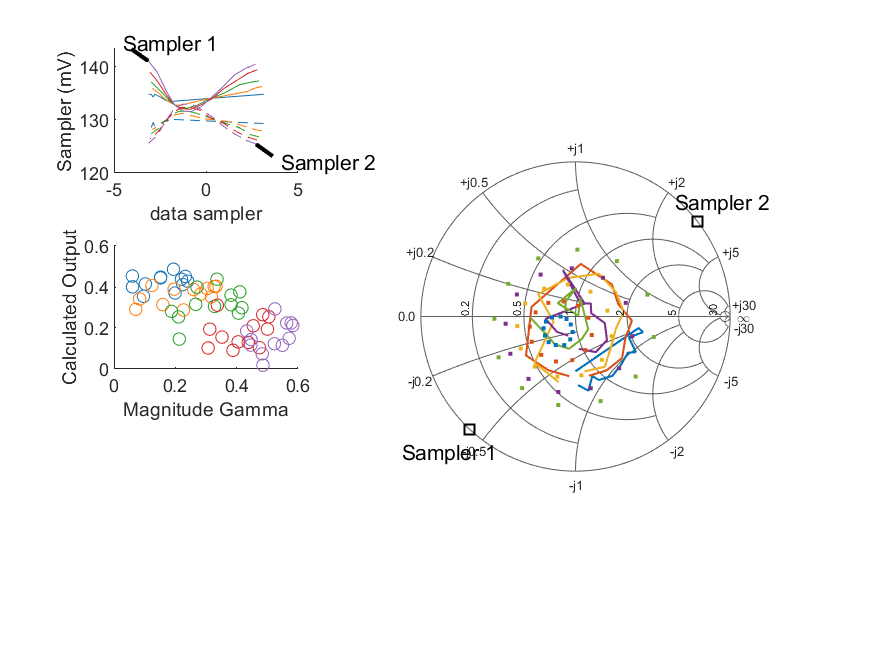 Sampler 1
Sampler (mV)
140
130
120
-5
0
5
data sampler
Sampler 2
Calculated Output
0.6
0.4
0.2
0
0
0.2
0.4
0.6
Magnitude Gamma
+j1
+j0.5
+j2
Sampler 2
+j0.2
+j5
0.0
0.2
0.5
1
2
5
30
+j30
∞
-j30
-j0.2
-j5
Sampler 1
-j0.5
-j2
-j1